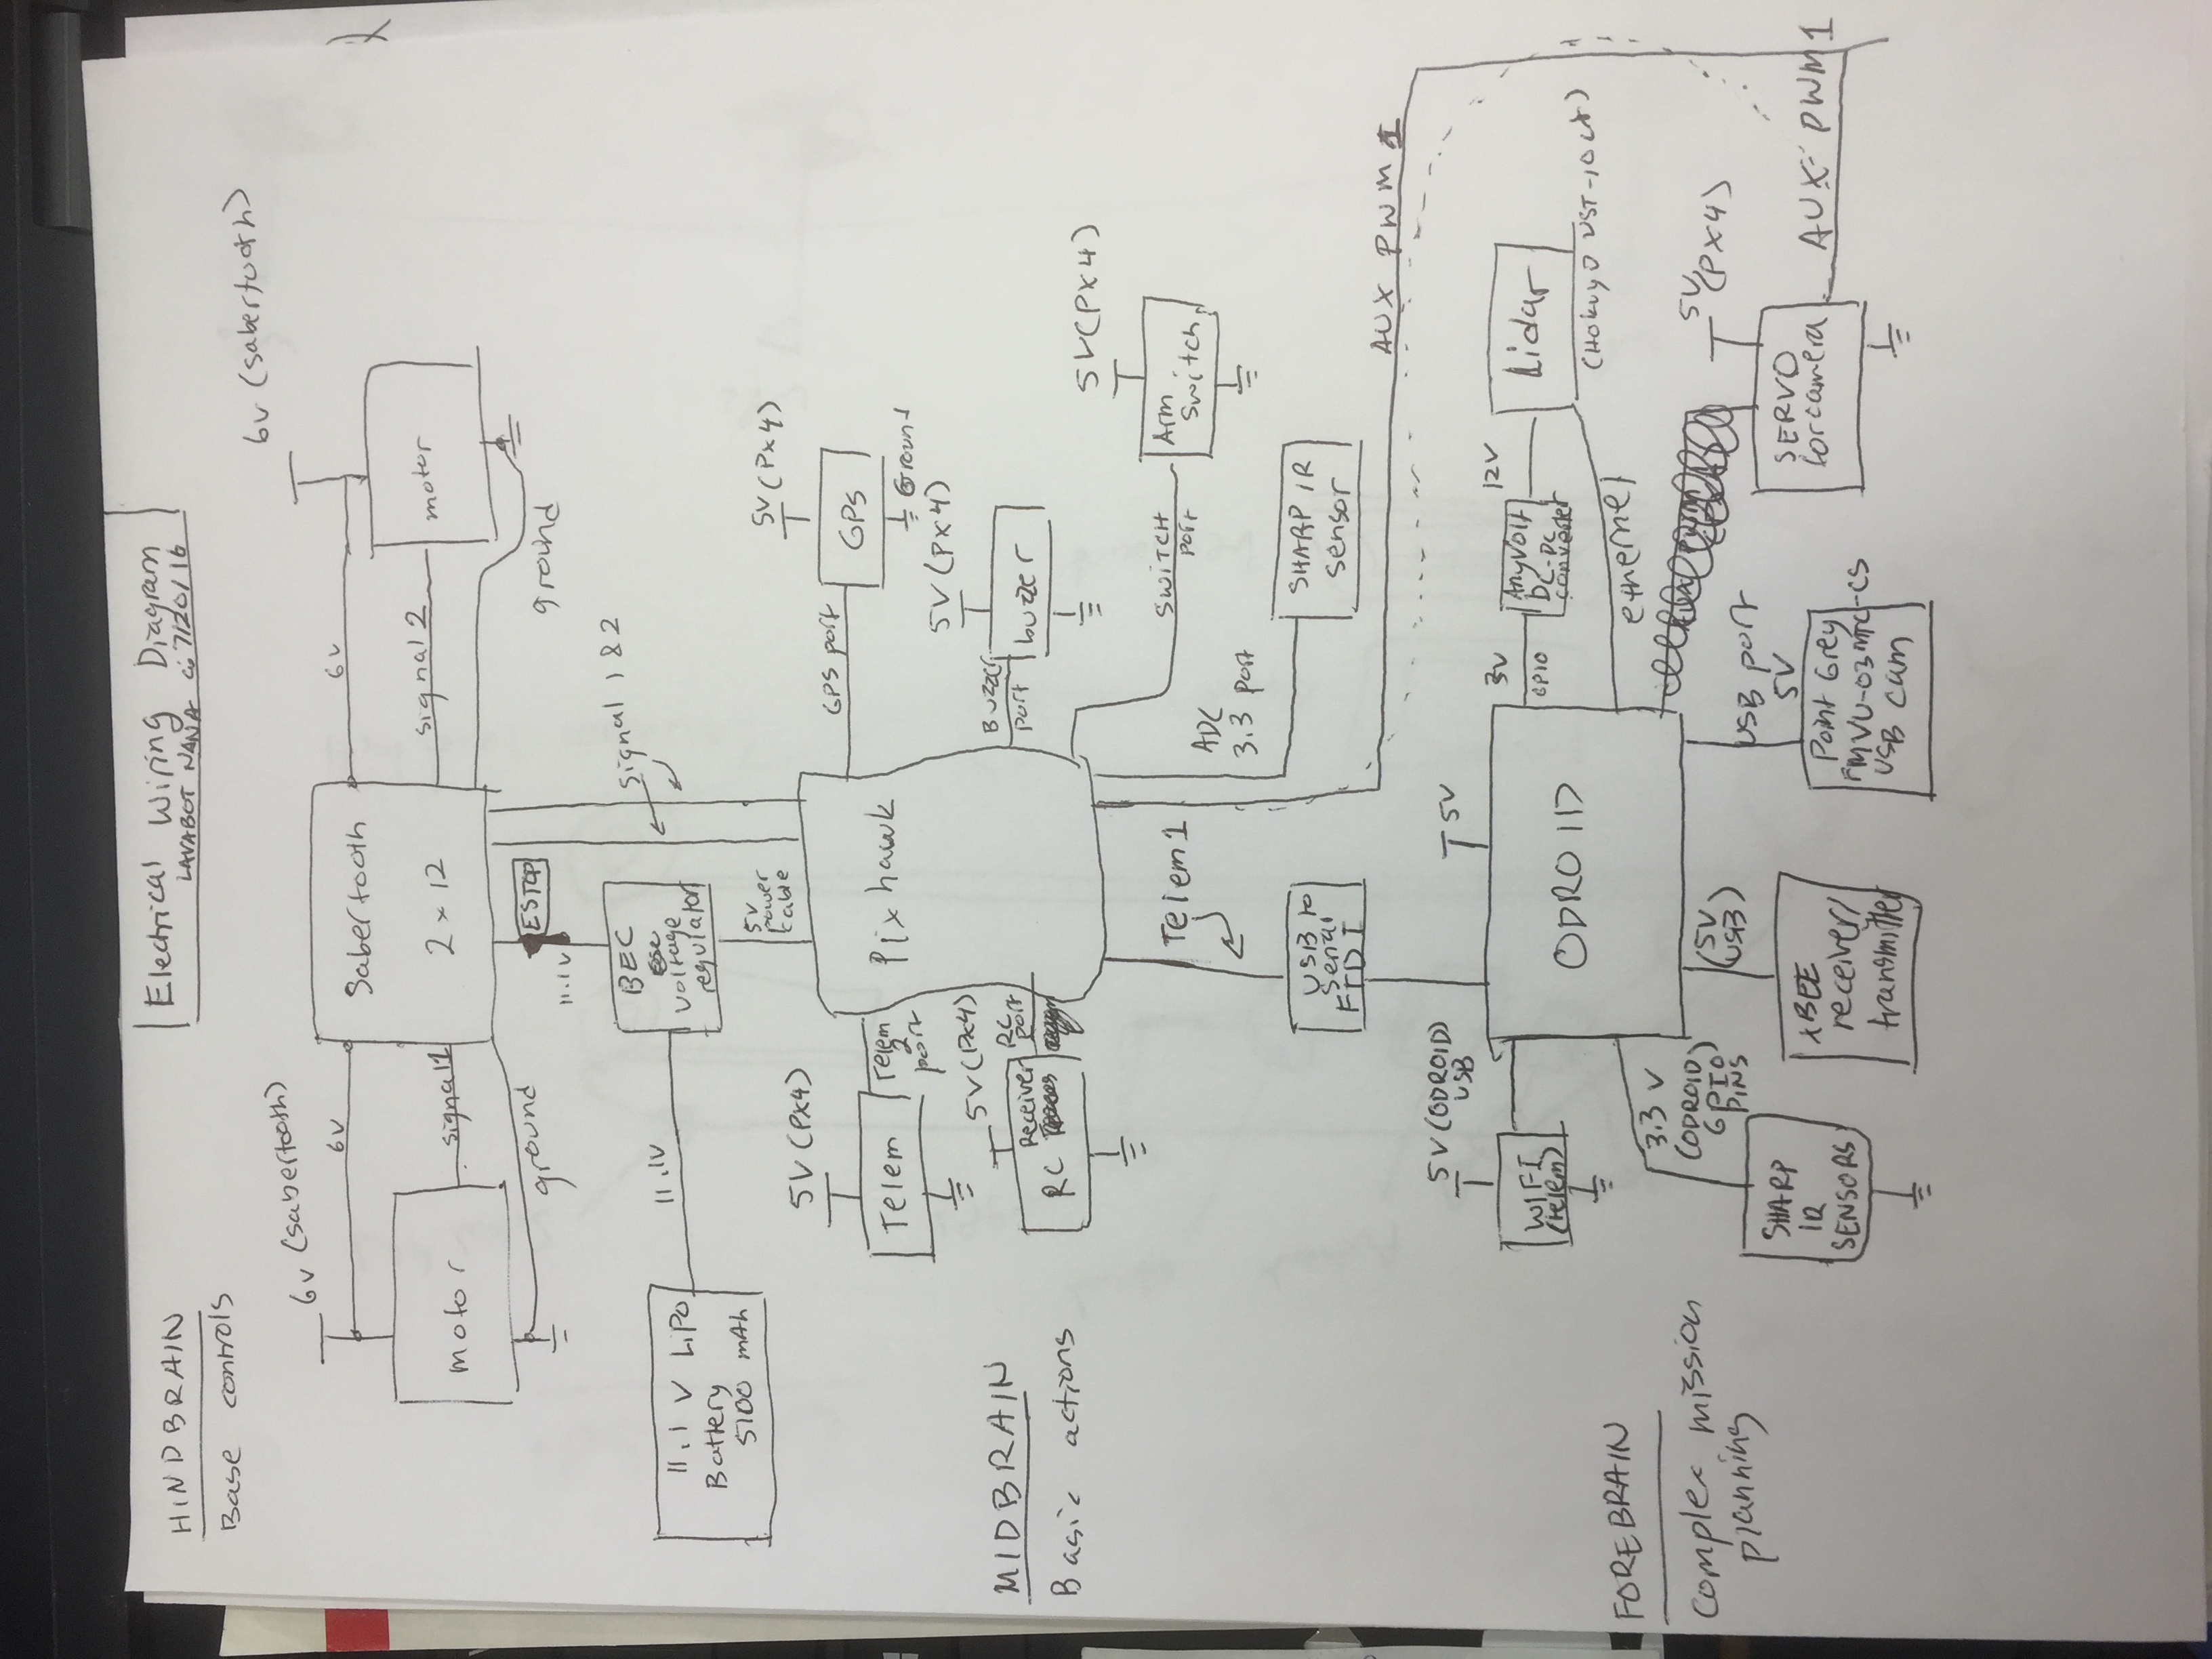 Electrical Wiring Diagram
LAVABOT NANA 7/20/16
HINDBRAIN
Base controls
6v (sabertooth)
6v (sabertooth)
6v
Sabertooth
2 x 12
6v
motor
signal1
signal 2
motor
ground
ESTOP
ground
11.1V
signal 1 & 2
11.1 V LiPo
Battery
5100 mAh
11.1V
BEC
voltage
regulator
5V
power
cable
5V (PX4)
5V (PX4)
Telem
Telem
2
port
Pixhawk
GPS port
GPS
Ground
5V (PX4)
5V (PX4)
MIDBRAIN
Basic actions
RC Receiver
RC
port
Buzzer
port
buzzer
5V (PX4)
Telem1
SWITCH
port
Arm
Switch
ADC
3.3 port
USB to
Serial
FTDI
SHARP IR
sensor
AUX PWM 1
5V (ODROID)
USB
5V
WIFI
(telem)
ODROID
3V
GPIO
AnyVolt
DC-DC
converter
12V
Lidar
(Hokuyo UST-10LX)
ethernet
FOREBRAIN
Complex mission
planning
3.3 V
(ODROID)
GPIO
PINS
(5V
USB)
USB port
5V
5V (PX4)
SHARP
IR
SENSORS
XBEE
receiver/
transmitter
Point Grey
FMVU-03MTC-CS
USB cam
SERVO
for camera
AUX PWM1